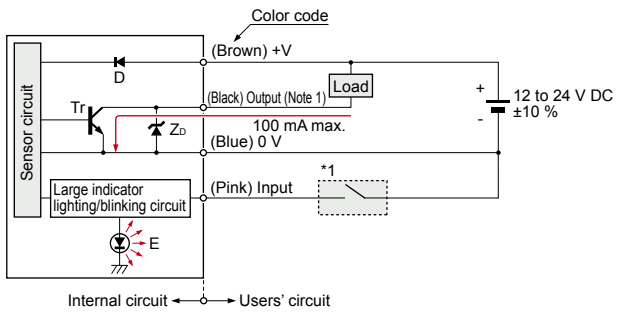 Color code
(Brown) +V
D
Sensor circuit
Tr
(Black) Output (Note 1)
Load
+
12 to 24 V DC
±10 %
-
ZD
100 mA max.
(Blue) 0 V
*1
Large indicator
lighting/blinking circuit
(Pink) Input
E
Internal circuit
Users' circuit